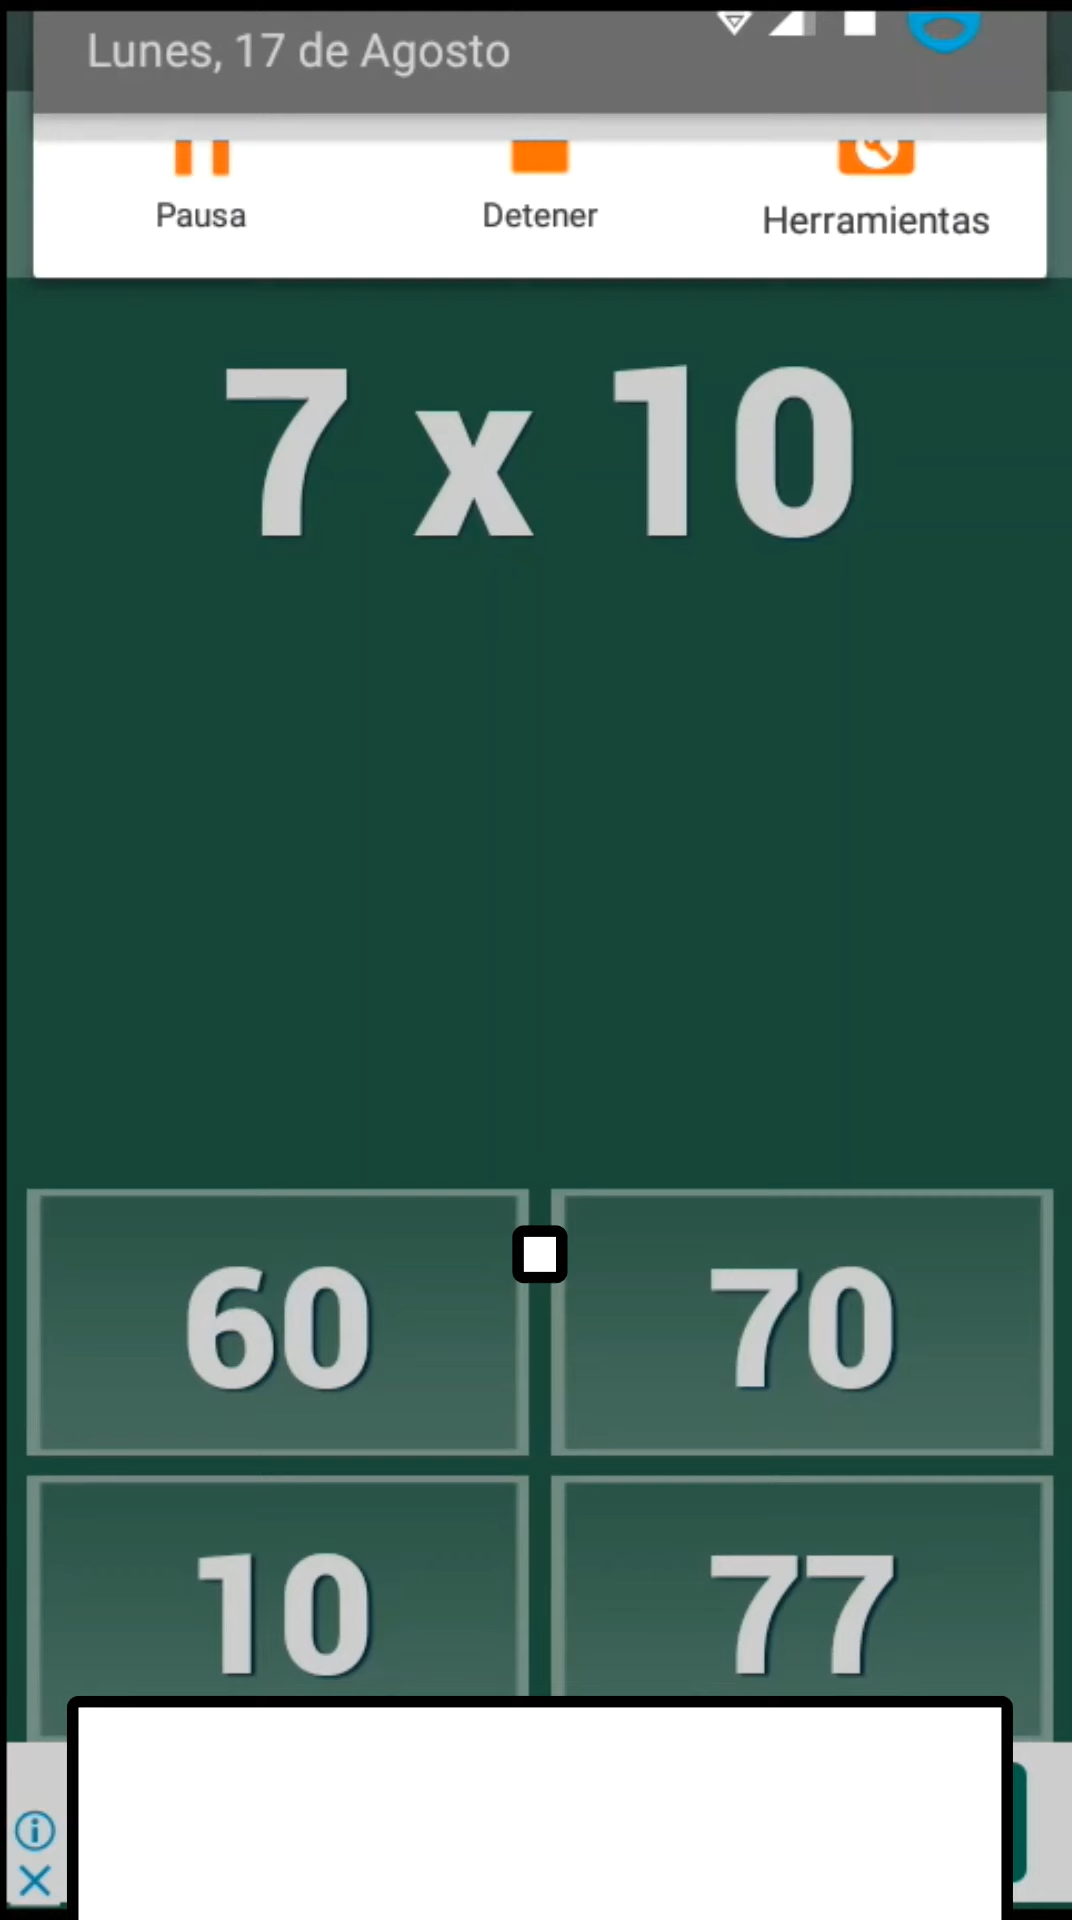 Lunes, 17 de Agosto
Pausa Detener Herramientas
7 x 10
60 70
10 77